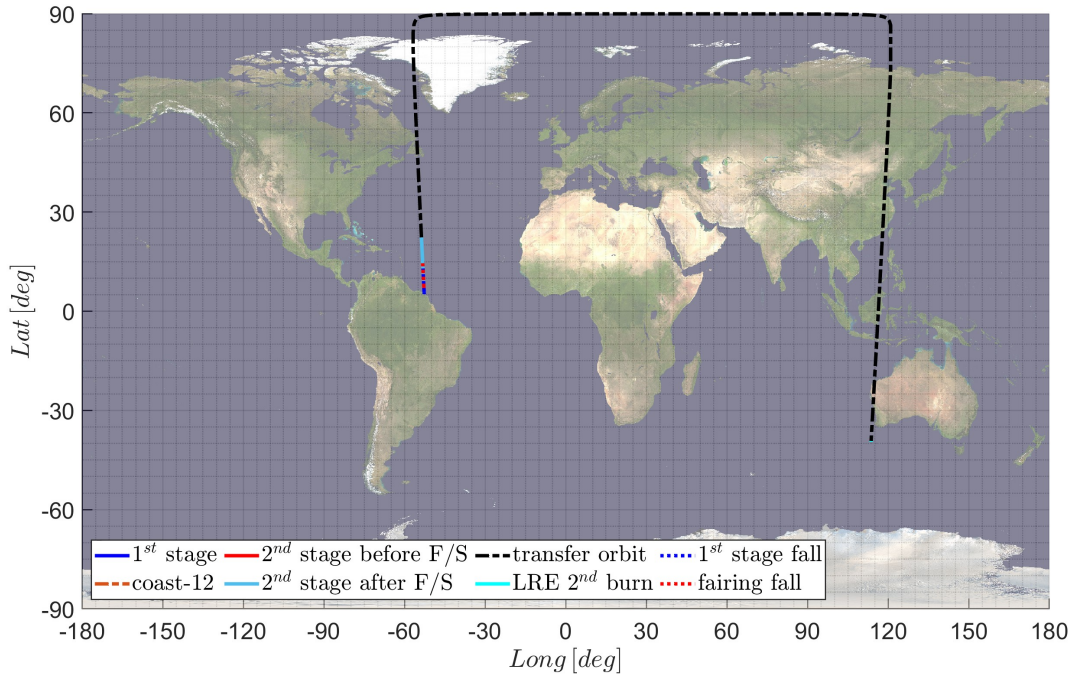 90
60
30
0
-30
-60
-90
Lat [deg]
1st stage 2nd stage before F/S transfer orbit 1st stage fall
coast-12 2nd stage after F/S LRE 2nd burn fairing fall
-180 -150 -120 -90 -60 -30 0 30 60 90 120 150 180
Long [deg]